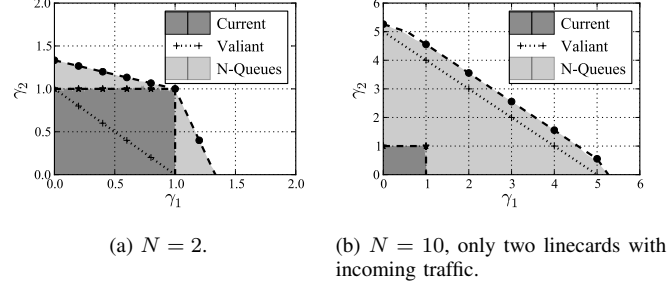 2.0
1.5
1.0
0.5
0.0
γ2
0.0 0.5 1.0 1.5 2.0
γ1
Current
Valiant
N-Queues
(a) N = 2.
6
5
4
3
2
1
0
γ2
0 1 2 3 4 5 6
γ1
Current
Valiant
N-Queues
(b) N = 10, only two linecards with
incoming traffic.